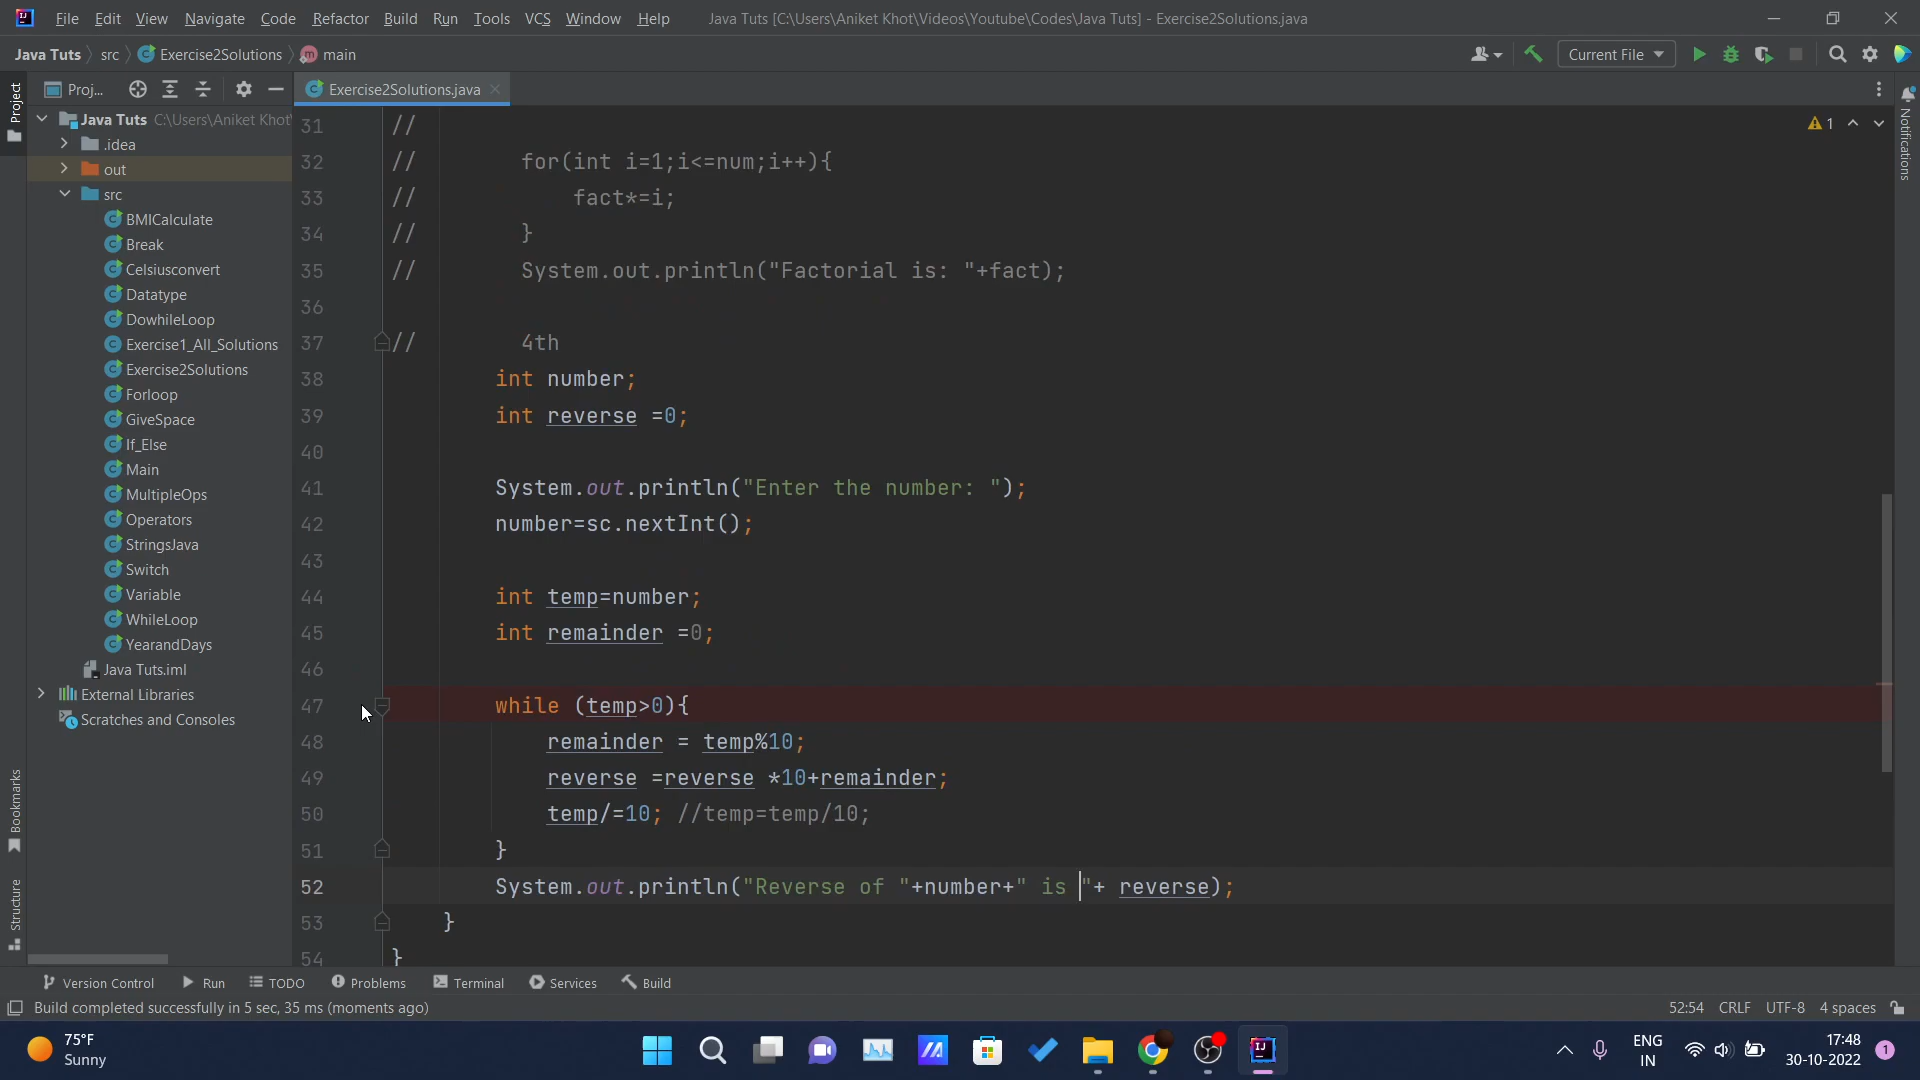 File Edit View Navigate Code Refactor Build Run Tools VCS Window Help Java Tuts [C:\Users\Aniket Khot\Videos\Youtube\Codes\Java Tuts] - Exercise2Solutions.java
Java Tuts src Exercise2Solutions main Current File
Proj... Exercise2Solutions.java
Project
Notifications
Java Tuts C:\Users\Aniket Khot\
.idea
out
src
BMICalculate
Break
Celsiusconvert
Datatype
DowhileLoop
Exercise1_All_Solutions
Exercise2Solutions
Forloop
GiveSpace
If_Else
Main
MultipleOps
Operators
StringsJava
Switch
Variable
WhileLoop
YearandDays
Java Tuts.iml
External Libraries
Scratches and Consoles
Bookmarks
Structure
1
31 //
32 // for(int i=1;i<=num;i++){
33 // fact*=i;
34 // }
35 // System.out.println("Factorial is: "+fact);
36
37 // 4th
38 int number;
39 int reverse =0;
40
41 System.out.println("Enter the number: ");
42 number=sc.nextInt();
43
44 int temp=number;
45 int remainder =0;
46
47 while (temp>0){
48 remainder = temp%10;
49 reverse =reverse *10+remainder;
50 temp/=10; //temp=temp/10;
51 }
52 System.out.println("Reverse of "+number+" is "+ reverse);
53 }
54 }
Version Control Run TODO Problems Terminal Services Build
Build completed successfully in 5 sec, 35 ms (moments ago) 52:54 CRLF UTF-8 4 spaces
75°F
Sunny
ENG
IN
17:48
30-10-2022
1